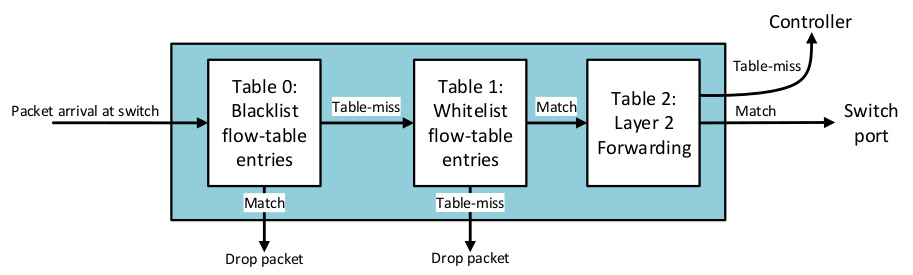 Controller
Table-miss
Packet arrival at switch
Table 0:
Blacklist
flow-table
entries
Table-miss
Table 1:
Whitelist
flow-table
entries
Match
Table 2:
Layer 2
Forwarding
Match
Switch
port
Match
Table-miss
Drop packet
Drop packet